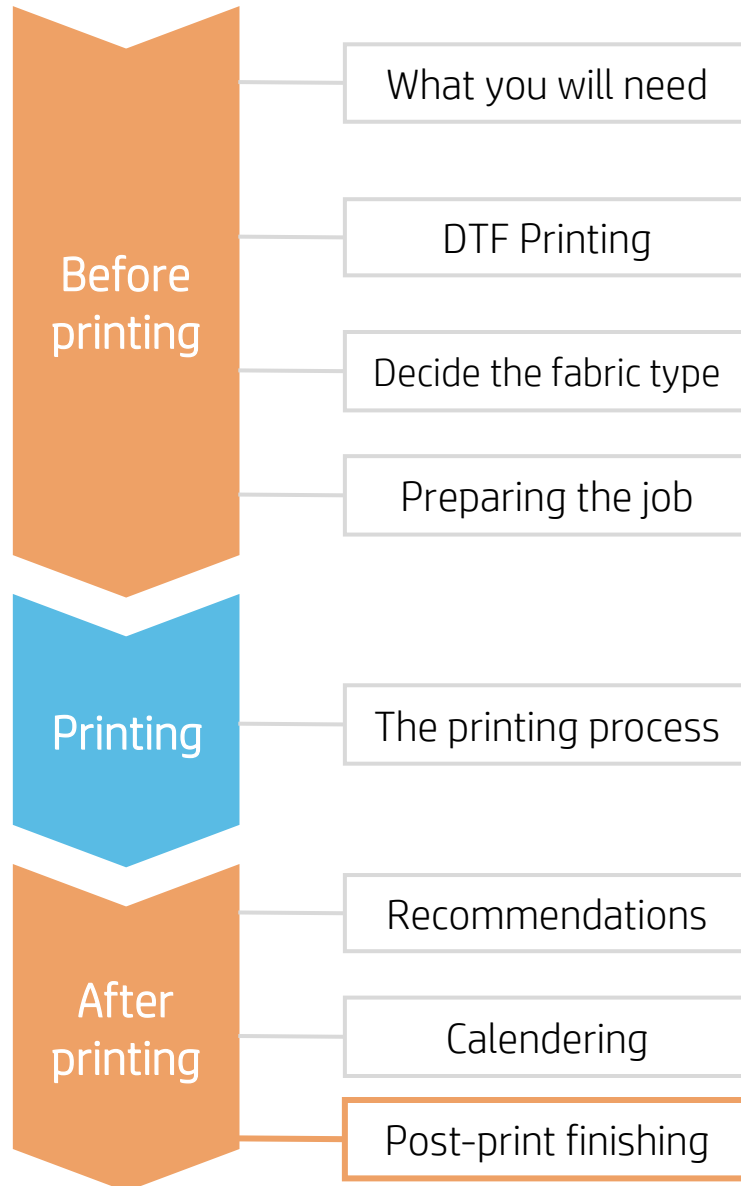 What you will need
DTF Printing
Before
printing
Decide the fabric type
Preparing the job
Printing
The printing process
Recommendations
After
printing
Calendering
Post-print finishing